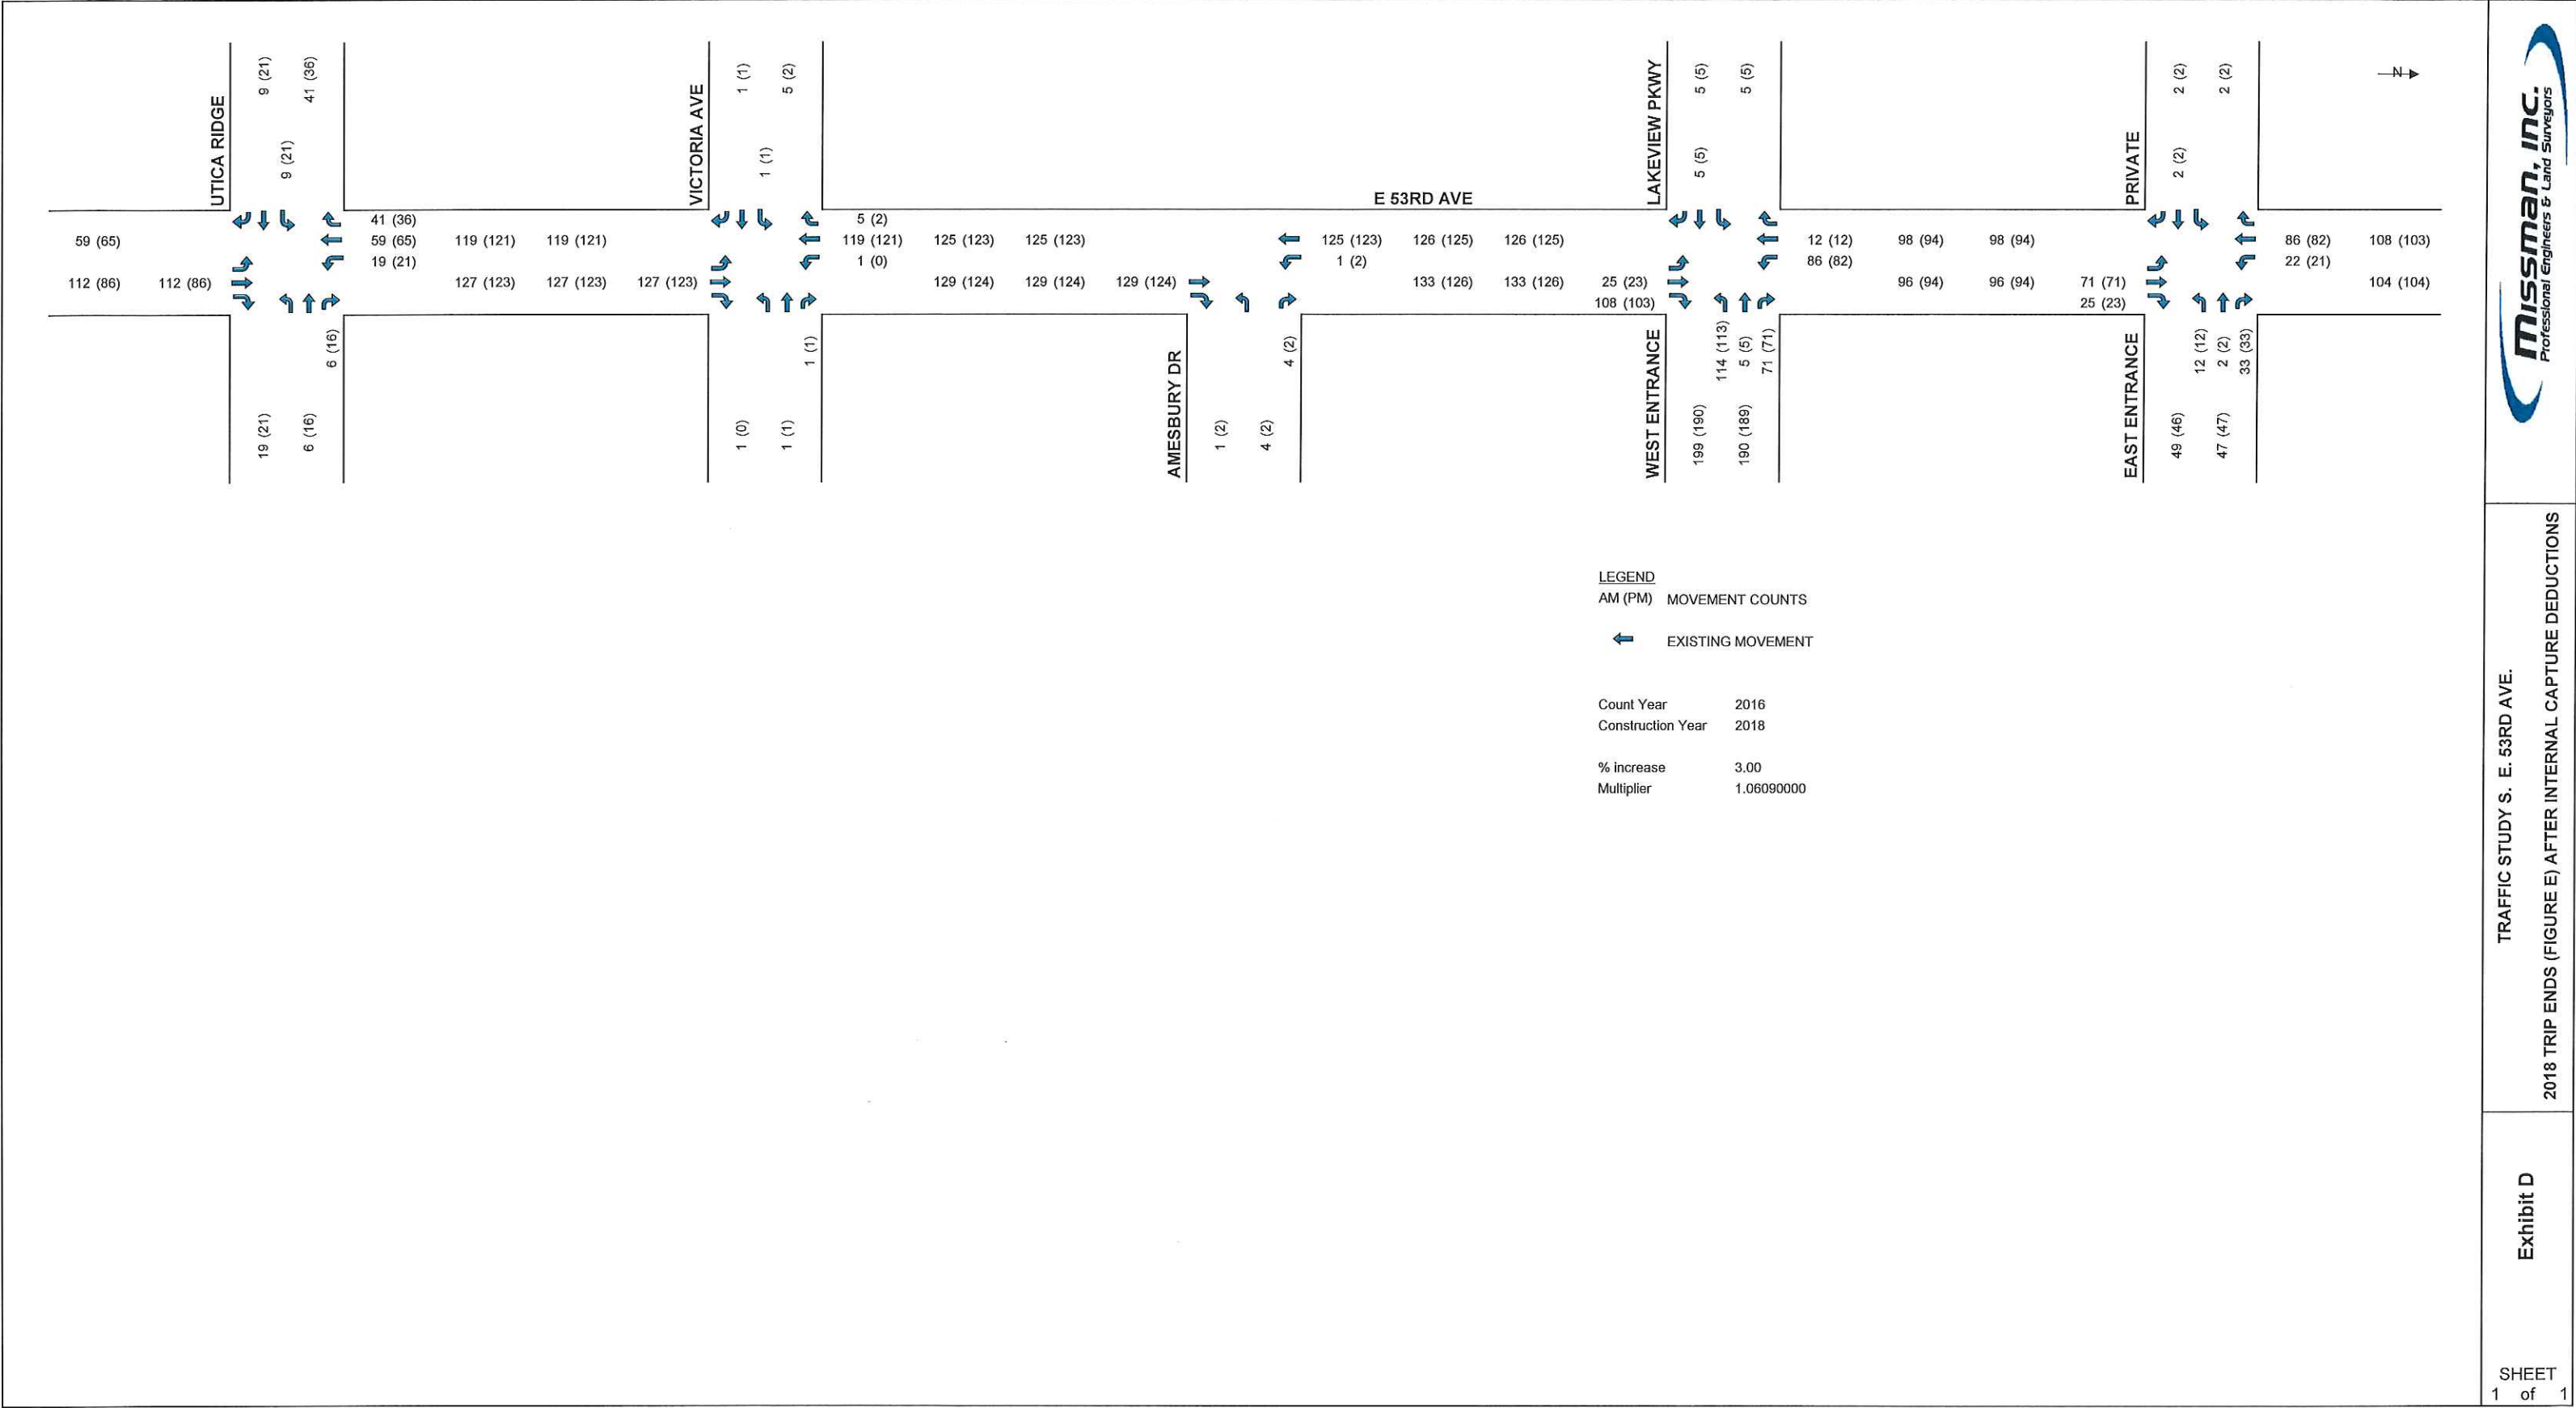 9 (21)
41 (36)
9 (21)
UTICA RIDGE
1 (1)
5 (2)
1 (1)
VICTORIA AVE
E 53RD AVE
5 (5)
5 (5)
5 (5)
LAKEVIEW PKWY
2 (2)
2 (2)
2 (2)
PRIVATE
N
41 (36)
5 (2)
59 (65)
59 (65) 119 (121) 119 (121)
119 (121) 125 (123) 125 (123)
125 (123) 126 (125) 126 (125)
12 (12) 98 (94) 98 (94)
86 (82) 108 (103)
19 (21)
1 (0)
1 (2)
86 (82)
22 (21)
112 (86) 112 (86)
127 (123) 127 (123) 127 (123)
129 (124) 129 (124) 129 (124)
133 (126) 133 (126) 25 (23)
96 (94) 96 (94) 71 (71)
104 (104)
108 (103)
25 (23)
6 (16)
19 (21)
6 (16)
1 (1)
1 (0)
1 (1)
AMESBURY DR
4 (2)
1 (2)
4 (2)
WEST ENTRANCE
114 (113)
5 (5)
71 (71)
199 (190)
190 (189)
EAST ENTRANCE
12 (12)
2 (2)
33 (33)
49 (46)
47 (47)
LEGEND
AM (PM) MOVEMENT COUNTS
EXISTING MOVEMENT
Count Year 2016
Construction Year 2018
% increase 3.00
Multiplier 1.06090000
Missman, Inc.
Professional Engineers & Land Surveyors
TRAFFIC STUDY S. E. 53RD AVE.
2018 TRIP ENDS (FIGURE E) AFTER INTERNAL CAPTURE DEDUCTIONS
Exhibit D
SHEET
1 of 1